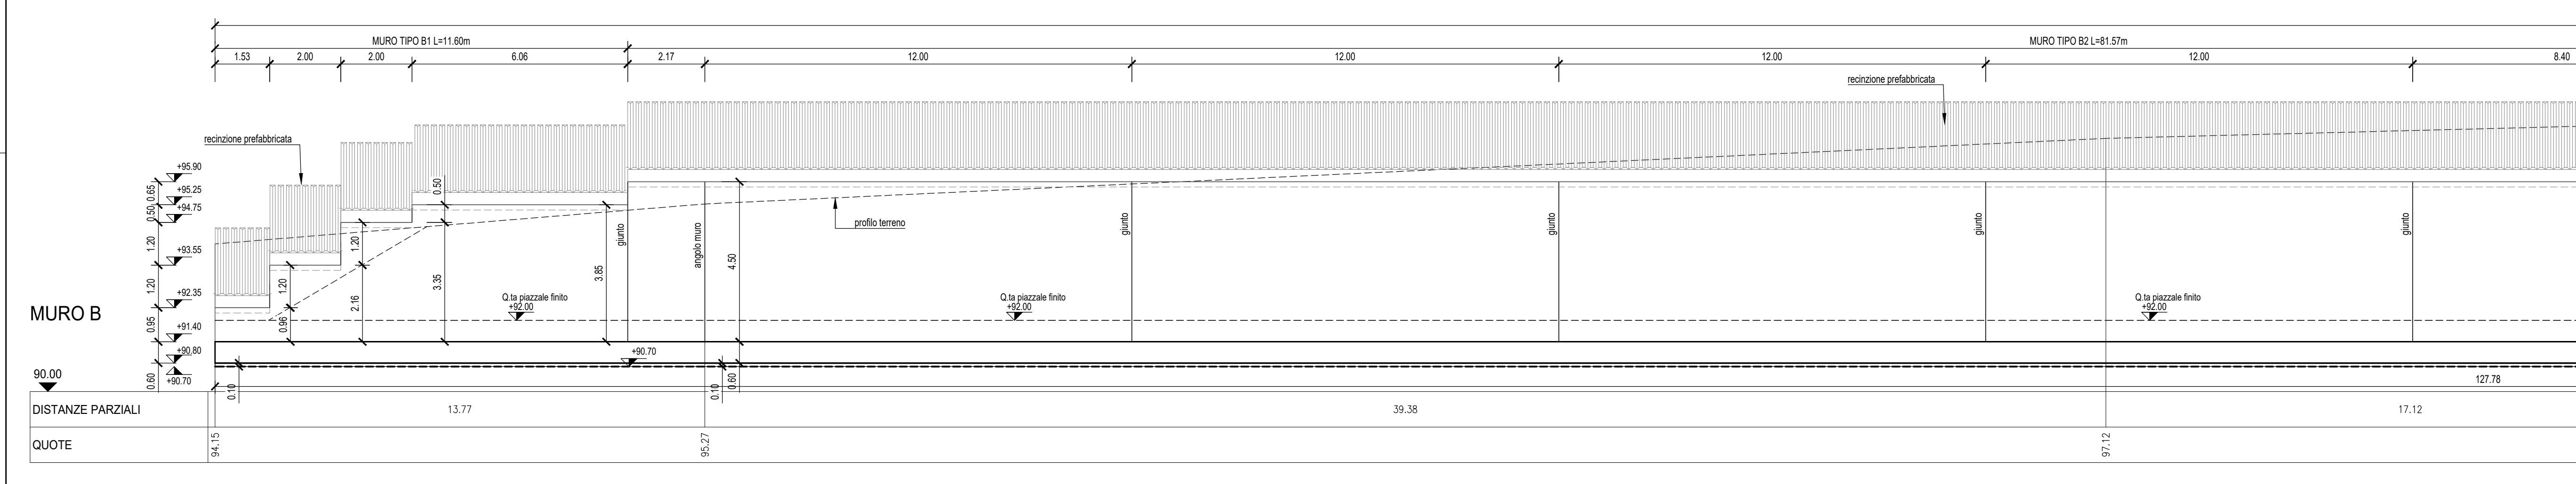 MURO TIPO B1 L=11.60m
MURO TIPO B2 L=81.57m
1.53 2.00 2.00 6.06 2.17 12.00 12.00 12.00 12.00 8.40
recinzione prefabbricata
recinzione prefabbricata
+95.90
+95.25
+94.75
+93.55
+92.35
+91.40
+90.80
+90.70
0.65
0.50
1.20
1.20
0.95
0.60
0.10
1.20
0.96
1.20
2.16
0.50
3.35
3.85
giunto
angolo muro
4.50
0.60
0.10
profilo terreno
giunto
giunto
giunto
giunto
Q.ta piazzale finito
+92.00
Q.ta piazzale finito
+92.00
Q.ta piazzale finito
+92.00
+90.70
MURO B
90.00
127.78
DISTANZE PARZIALI 13.77 39.38 17.12
QUOTE 94.15 95.27 97.12